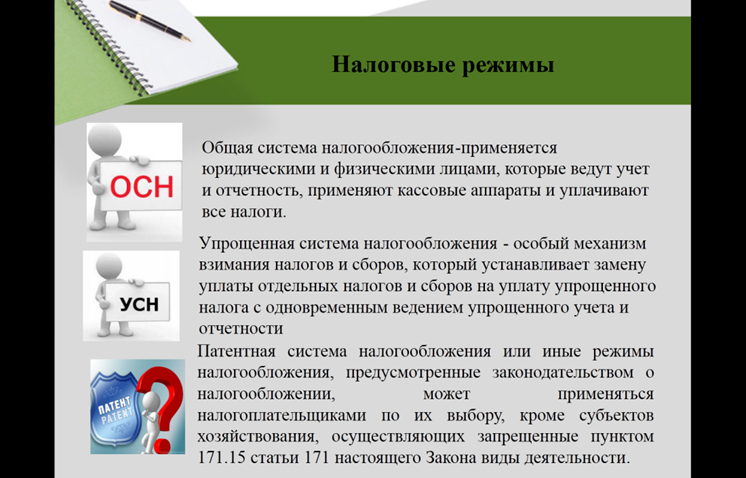 Налоговые режимы
ОСН
Общая система налогообложения-применяется
юридическими и физическими лицами, которые ведут учет
и отчетность, применяют кассовые аппараты и уплачивают
все налоги.
УСН
Упрощенная система налогообложения - особый механизм
взимания налогов и сборов, который устанавливает замену
уплаты отдельных налогов и сборов на уплату упрощенного
налога с одновременным ведением упрощенного учета и
отчетности
ПАТЕНТ
PATENT
?
Патентная система налогообложения или иные режимы
налогообложения, предусмотренные законодательством о
налогообложении, может применяться
налогоплательщиками по их выбору, кроме субъектов
хозяйствования, осуществляющих запрещенные пунктом
171.15 статьи 171 настоящего Закона виды деятельности.